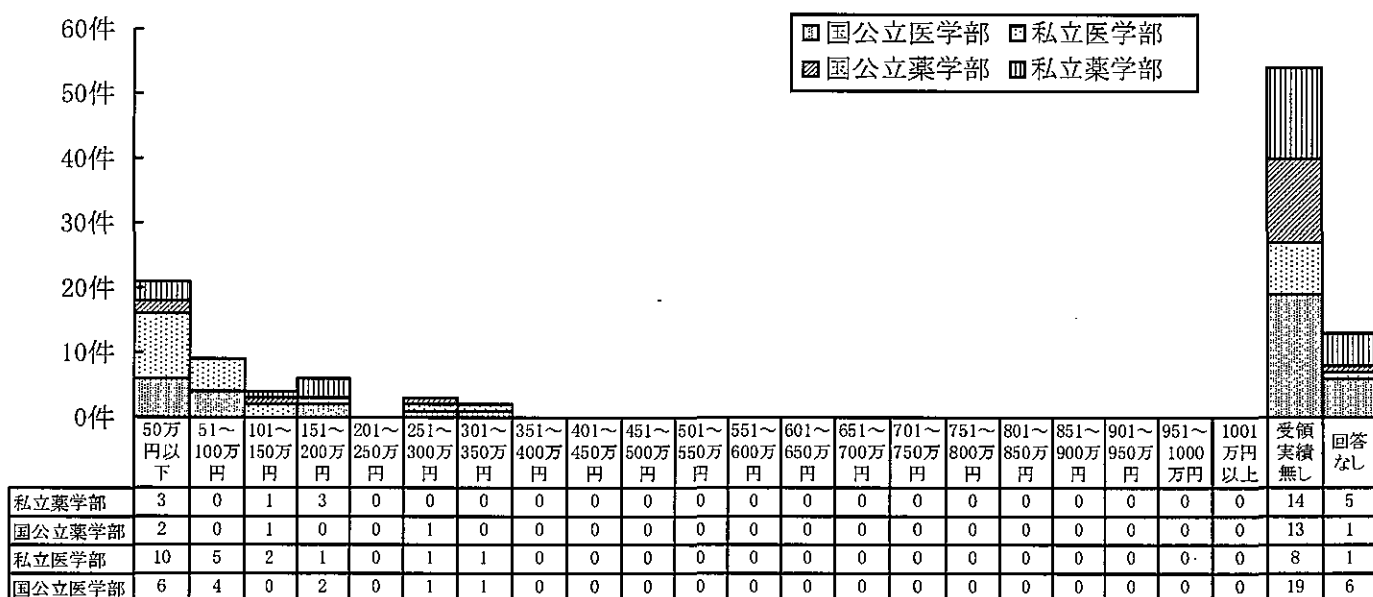 60件
50件
40件
30件
20件
10件
0件
国公立医学部 私立医学部
国公立薬学部 私立薬学部
50万円以下 51～100万円 101～150万円 151～200万円 201～250万円 251～300万円 301～350万円 351～400万円 401～450万円 451～500万円 501～550万円 551～600万円 601～650万円 651～700万円 701～750万円 751～800万円 801～850万円 851～900万円 901～950万円 951～1000万円 1001万円以上 受領実績無し 回答なし
私立薬学部 3 0 1 3 0 0 0 0 0 0 0 0 0 0 0 0 0 0 0 0 0 14 5
国公立薬学部 2 0 1 0 0 1 0 0 0 0 0 0 0 0 0 0 0 0 0 0 0 13 1
私立医学部 10 5 2 1 0 1 1 0 0 0 0 0 0 0 0 0 0 0 0 0 0 8 1
国公立医学部 6 4 0 2 0 1 1 0 0 0 0 0 0 0 0 0 0 0 0 0 0 19 6